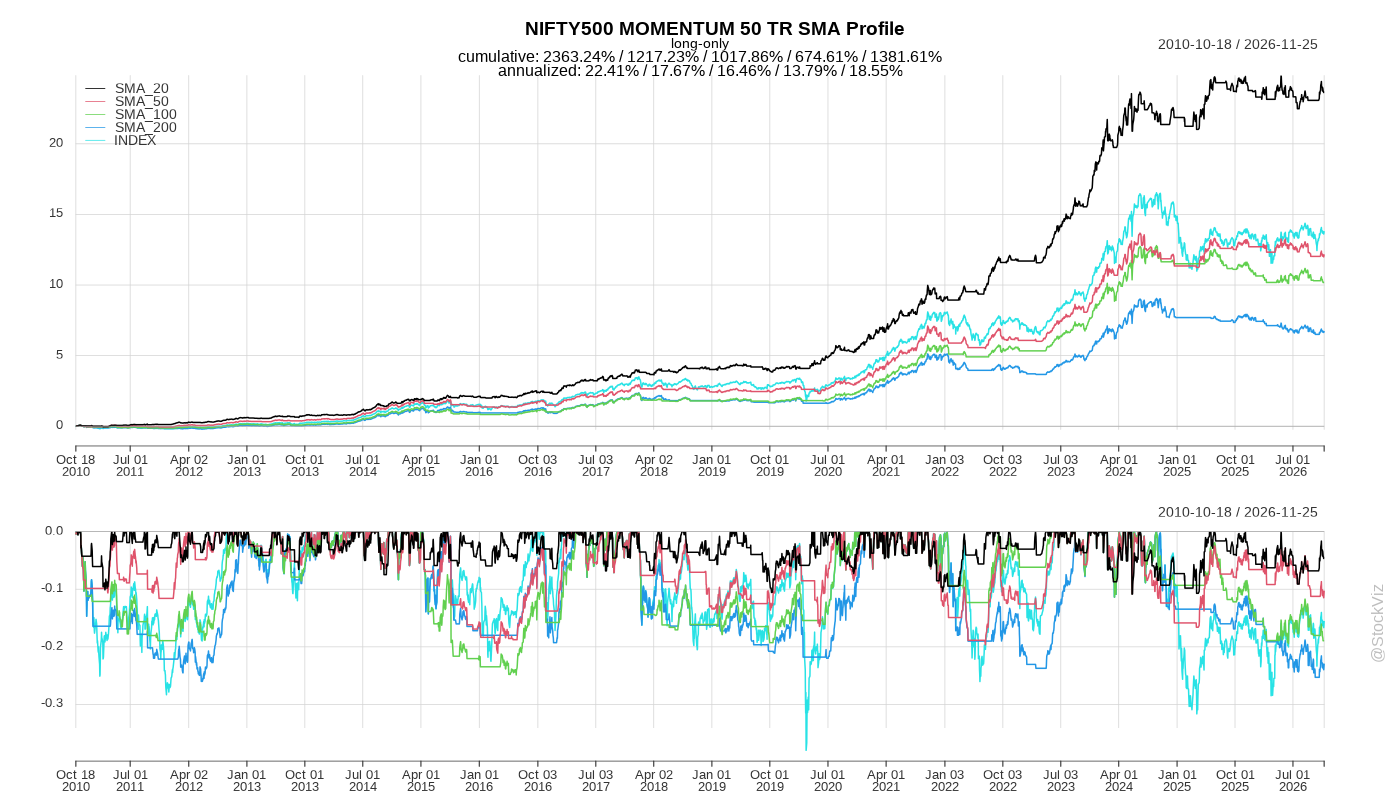 NIFTY500 MOMENTUM 50 TR SMA Profile
long-only
cumulative: 2363.24% / 1217.23% / 1017.86% / 674.61% / 1381.61%
annualized: 22.41% / 17.67% / 16.46% / 13.79% / 18.55%
2010-10-18 / 2026-11-25
SMA_20
SMA_50
SMA_100
SMA_200
INDEX
20
15
10
5
0
Oct 18 Jul 01 Apr 02 Jan 01 Oct 01 Jul 01 Apr 01 Jan 01 Oct 03 Jul 03 Apr 02 Jan 01 Oct 01 Jul 01 Apr 01 Jan 03 Oct 03 Jul 03 Apr 01 Jan 01 Oct 01 Jul 01
2010 2011 2012 2013 2013 2014 2015 2016 2016 2017 2018 2019 2019 2020 2021 2022 2022 2023 2024 2025 2025 2026
2010-10-18 / 2026-11-25
0.0
-0.1
-0.2
-0.3
Oct 18 Jul 01 Apr 02 Jan 01 Oct 01 Jul 01 Apr 01 Jan 01 Oct 03 Jul 03 Apr 02 Jan 01 Oct 01 Jul 01 Apr 01 Jan 03 Oct 03 Jul 03 Apr 01 Jan 01 Oct 01 Jul 01
2010 2011 2012 2013 2013 2014 2015 2016 2016 2017 2018 2019 2019 2020 2021 2022 2022 2023 2024 2025 2025 2026
@StockViz